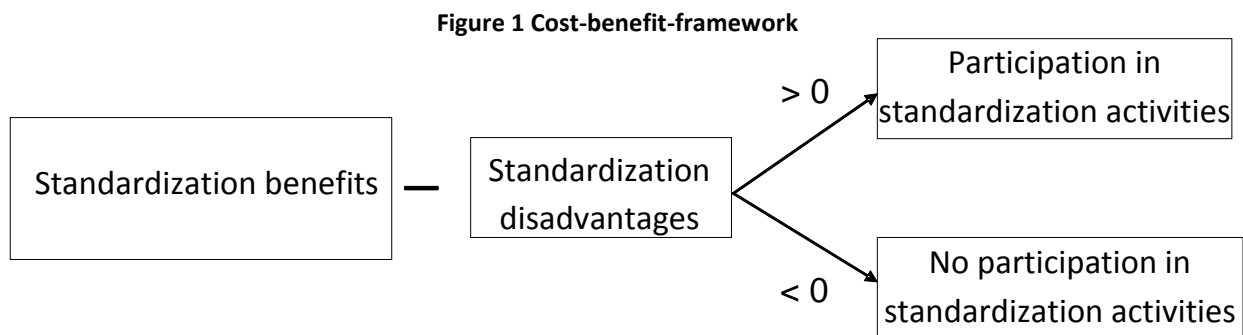 Figure 1 Cost-benefit-framework
Standardization benefits
—
Standardization
disadvantages
> 0
Participation in
standardization activities
< 0
No participation in
standardization activities